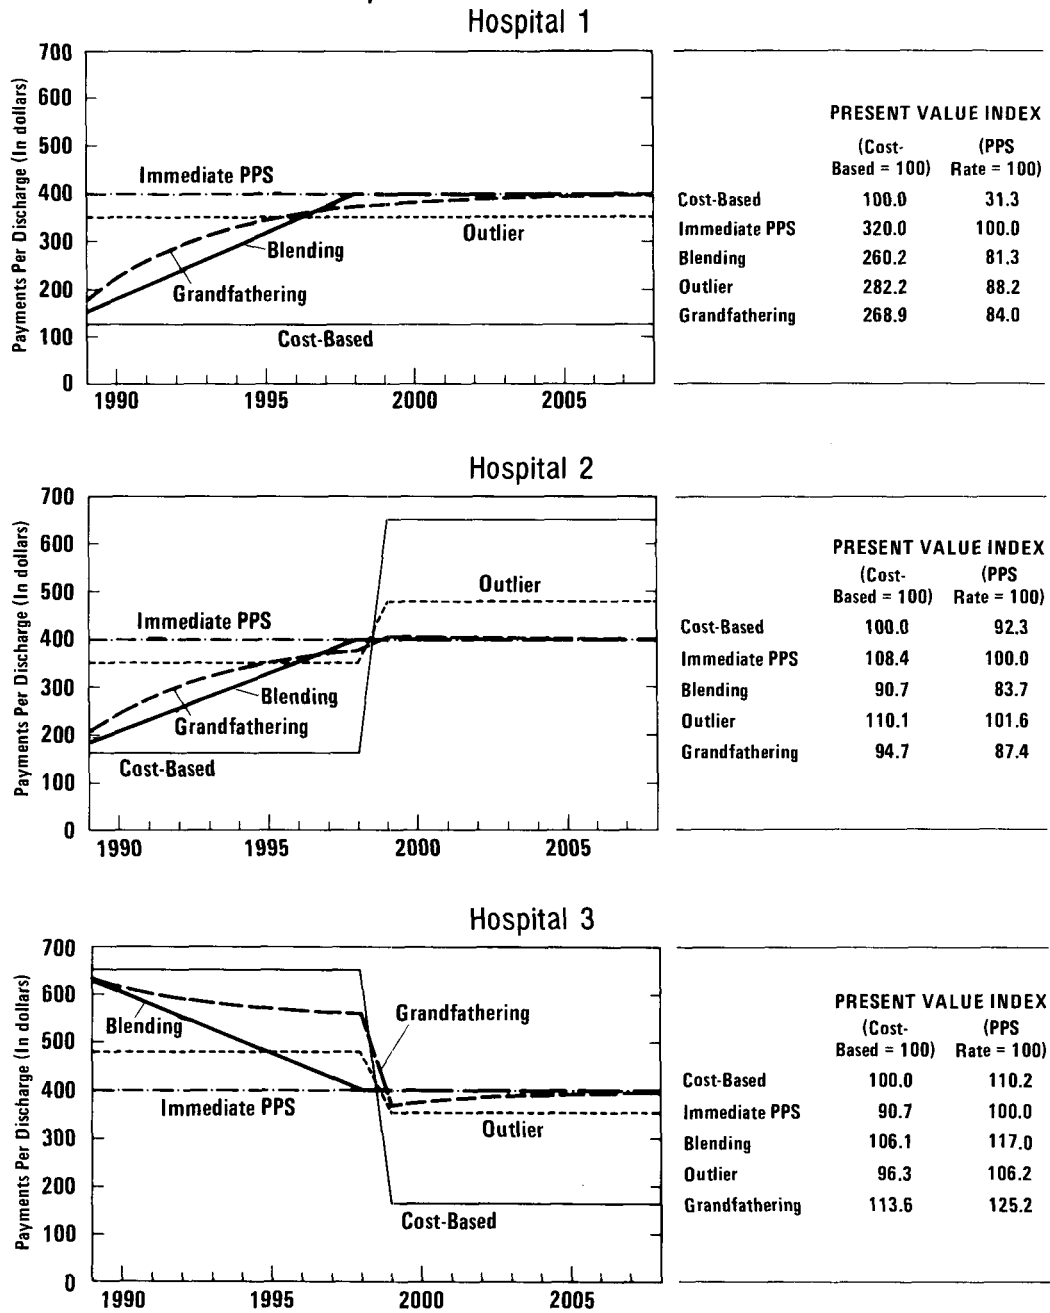 Hospital 1
Payments Per Discharge (In dollars)
700
600
500
400
300
200
100
0
Immediate PPS
Outlier
Blending
Grandfathering
Cost-Based
1990 1995 2000 2005
PRESENT VALUE INDEX
(Cost- (PPS
Based = 100) Rate = 100)
Cost-Based 100.0 31.3
Immediate PPS 320.0 100.0
Blending 260.2 81.3
Outlier 282.2 88.2
Grandfathering 268.9 84.0
Hospital 2
Payments Per Discharge (In dollars)
700
600
500
400
300
200
100
0
Outlier
Immediate PPS
Blending
Grandfathering
Cost-Based
1990 1995 2000 2005
PRESENT VALUE INDEX
(Cost- (PPS
Based = 100) Rate = 100)
Cost-Based 100.0 92.3
Immediate PPS 108.4 100.0
Blending 90.7 83.7
Outlier 110.1 101.6
Grandfathering 94.7 87.4
Hospital 3
Payments Per Discharge (In dollars)
700
600
500
400
300
200
100
0
Grandfathering
Blending
Immediate PPS
Outlier
Cost-Based
1990 1995 2000 2005
PRESENT VALUE INDEX
(Cost- (PPS
Based = 100) Rate = 100)
Cost-Based 100.0 110.2
Immediate PPS 90.7 100.0
Blending 106.1 117.0
Outlier 96.3 106.2
Grandfathering 113.6 125.2